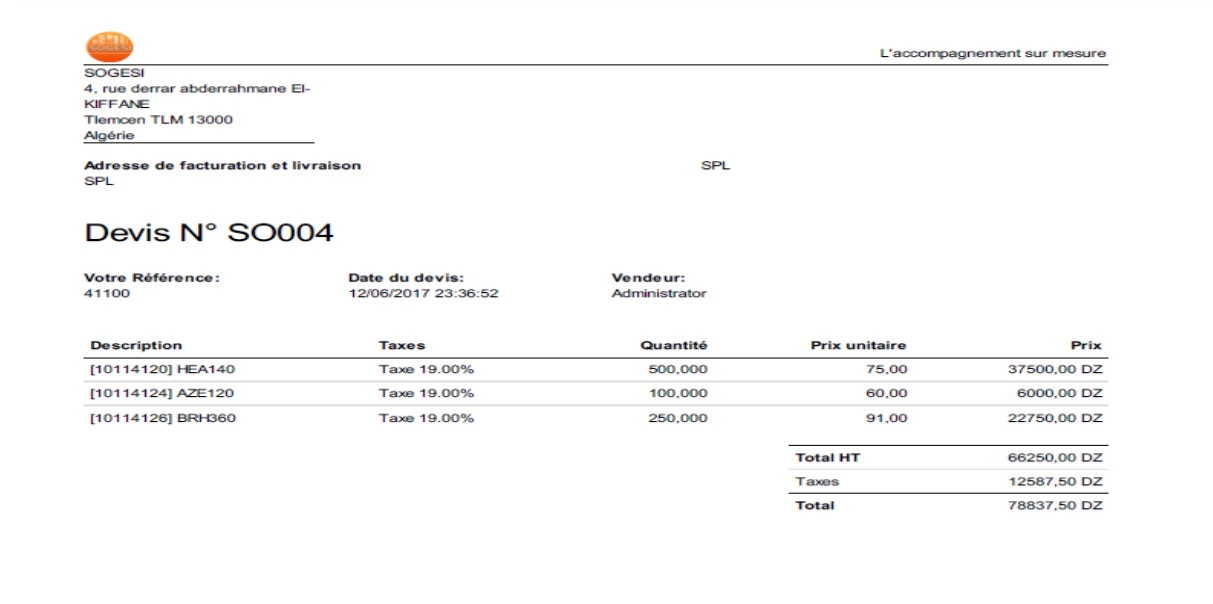 SOGESI
L'accompagnement sur mesure
SOGESI
4, rue derrar abderrahmane El-
KIFFANE
Tlemcen TLM 13000
Algérie
Adresse de facturation et livraison SPL
SPL
Devis N° SO004
Votre Référence: Date du devis: Vendeur:
41100 12/06/2017 23:36:52 Administrator
Description Taxes Quantité Prix unitaire Prix
[10114120] HEA140 Taxe 19.00% 500,000 75,00 37500,00 DZ
[10114124] AZE120 Taxe 19.00% 100,000 60,00 6000,00 DZ
[10114126] BRH360 Taxe 19.00% 250,000 91,00 22750,00 DZ
Total HT 66250,00 DZ
Taxes 12587,50 DZ
Total 78837,50 DZ